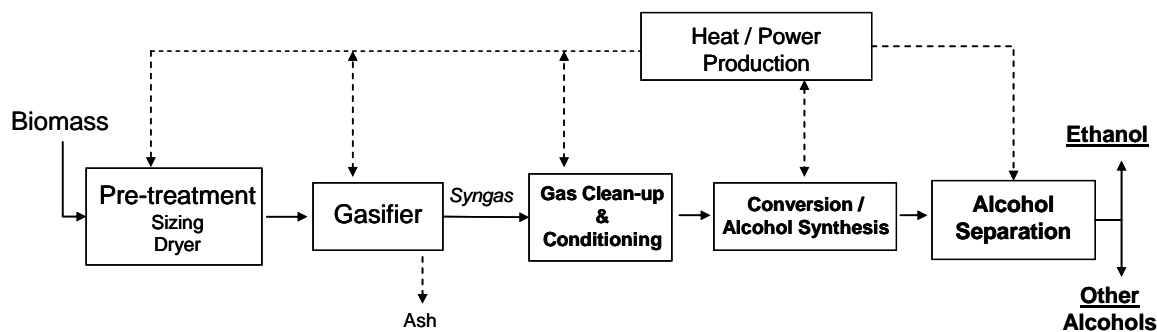 Heat / Power
Production
Biomass
Pre-treatment
Sizing
Dryer
Gasifier
Syngas
Gas Clean-up
&
Conditioning
Conversion /
Alcohol Synthesis
Alcohol
Separation
Ethanol
Other
Alcohols
Ash